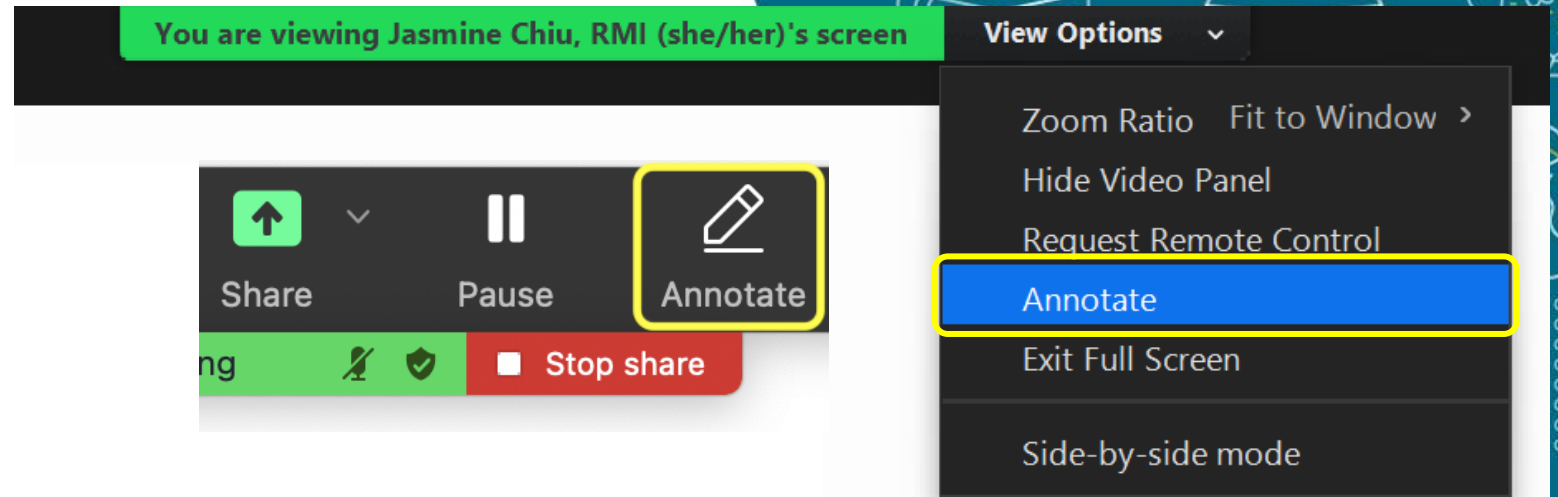 You are viewing Jasmine Chiu, RMI (she/her)'s screen
View Options
Zoom Ratio Fit to Window >
Hide Video Panel
Request Remote Control
Annotate
Exit Full Screen
Side-by-side mode
Share
Pause
Annotate
ng
Stop share